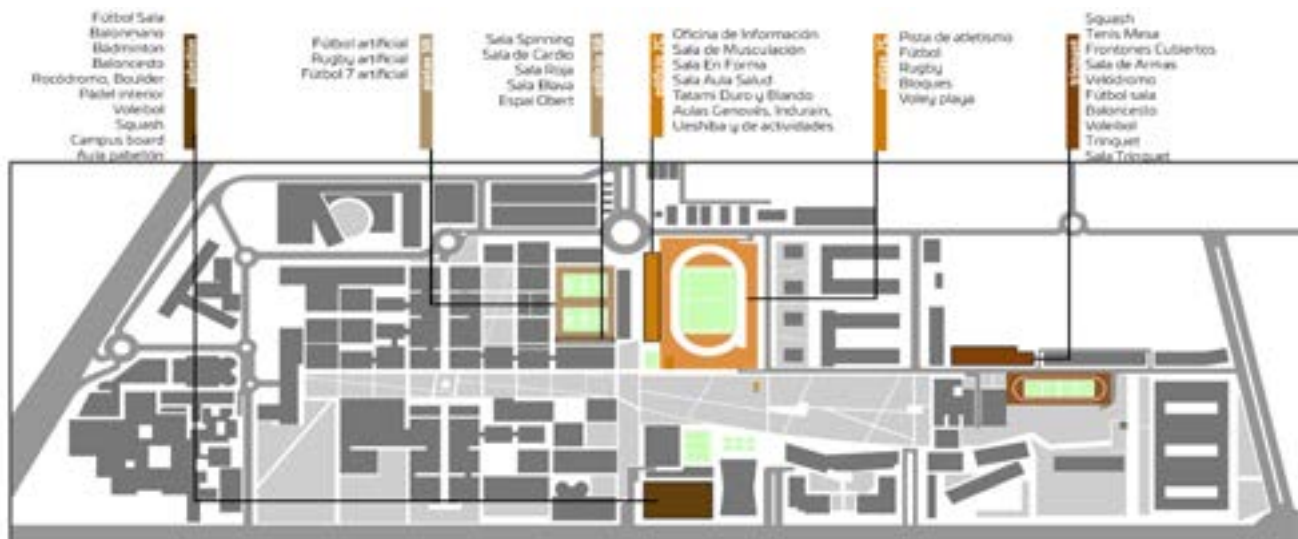 Fútbol Sala
Balonmano
Bádminton
Baloncesto
Rocódromo, Boulder
Pádel interior
Voleibol
Squash
Campus board
Aula pabellón
Fútbol artificial
Rugby artificial
Fútbol 7 artificial
Sala Spinning
Sala de Cardio
Sala Roja
Sala Blava
Espai Obert
Oficina de Información
Sala de Musculación
Sala En Forma
Sala Aula Salud
Tatami Duro y Blando
Aulas Genovés, Indurain,
Ueshiba y de actividades
Pista de atletismo
Fútbol
Rugby
Bloques
Voley playa
Squash
Tenis Mesa
Frontones Cubiertos
Sala de Armas
Velódromo
Fútbol sala
Baloncesto
Voleibol
Trinquet
Sala Trinquet